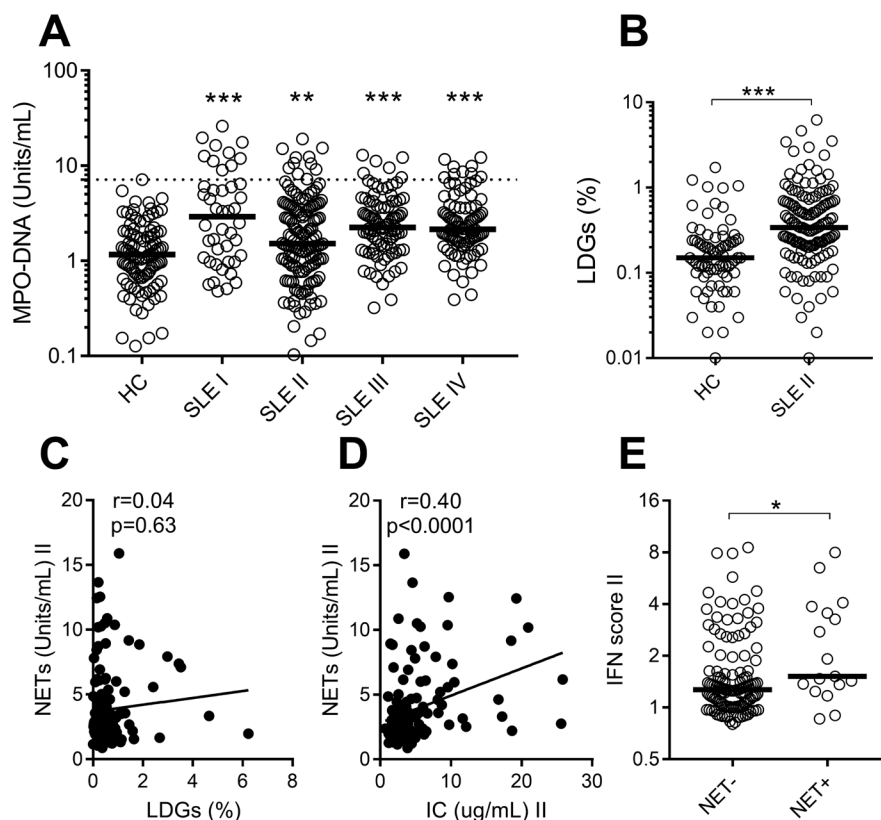 A
MPO-DNA (Units/mL)
100
10
1
0.1
*** ** *** ***
HC SLE I SLE II SLE III SLE IV
B
LDGs (%)
10
1
0.1
0.01
***
HC SLE II
C
NETs (Units/mL) II
20
15
10
5
0
r=0.04
p=0.63
0 2 4 6 8
LDGs (%)
D
NETs (Units/mL) II
20
15
10
5
0
r=0.40
p<0.0001
0 10 20 30
IC (ug/mL) II
E
IFN score II
16
8
4
2
1
0.5
*
NET- NET+